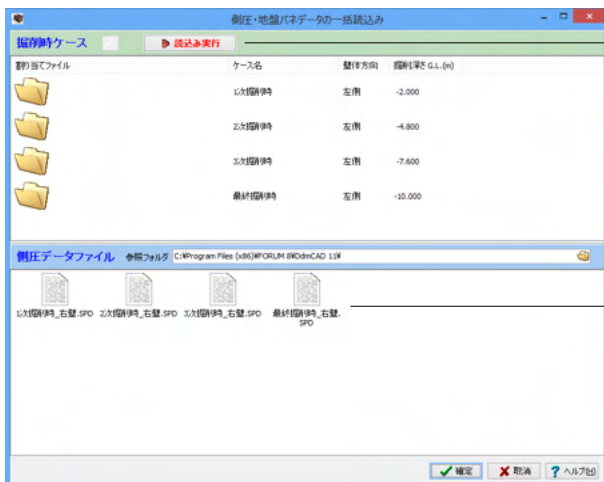 側圧・地盤バネデータの一括読込み
掘削時ケース 読込み実行
割り当てファイル ケース名 壁体方向 掘削深さ G.L.(m)
1次掘削時 左側 -2.000
2次掘削時 左側 -4.800
3次掘削時 左側 -7.600
最終掘削時 左側 -10.000
側圧データファイル 参照フォルダ C:¥Program Files (x86)¥FORUM 8¥DdmCAD 11¥
1次掘削時_右壁.SPD 2次掘削時_右壁.SPD 3次掘削時_右壁.SPD 最終掘削時_右壁.
SPD
確定 取消 ヘルプ(H)